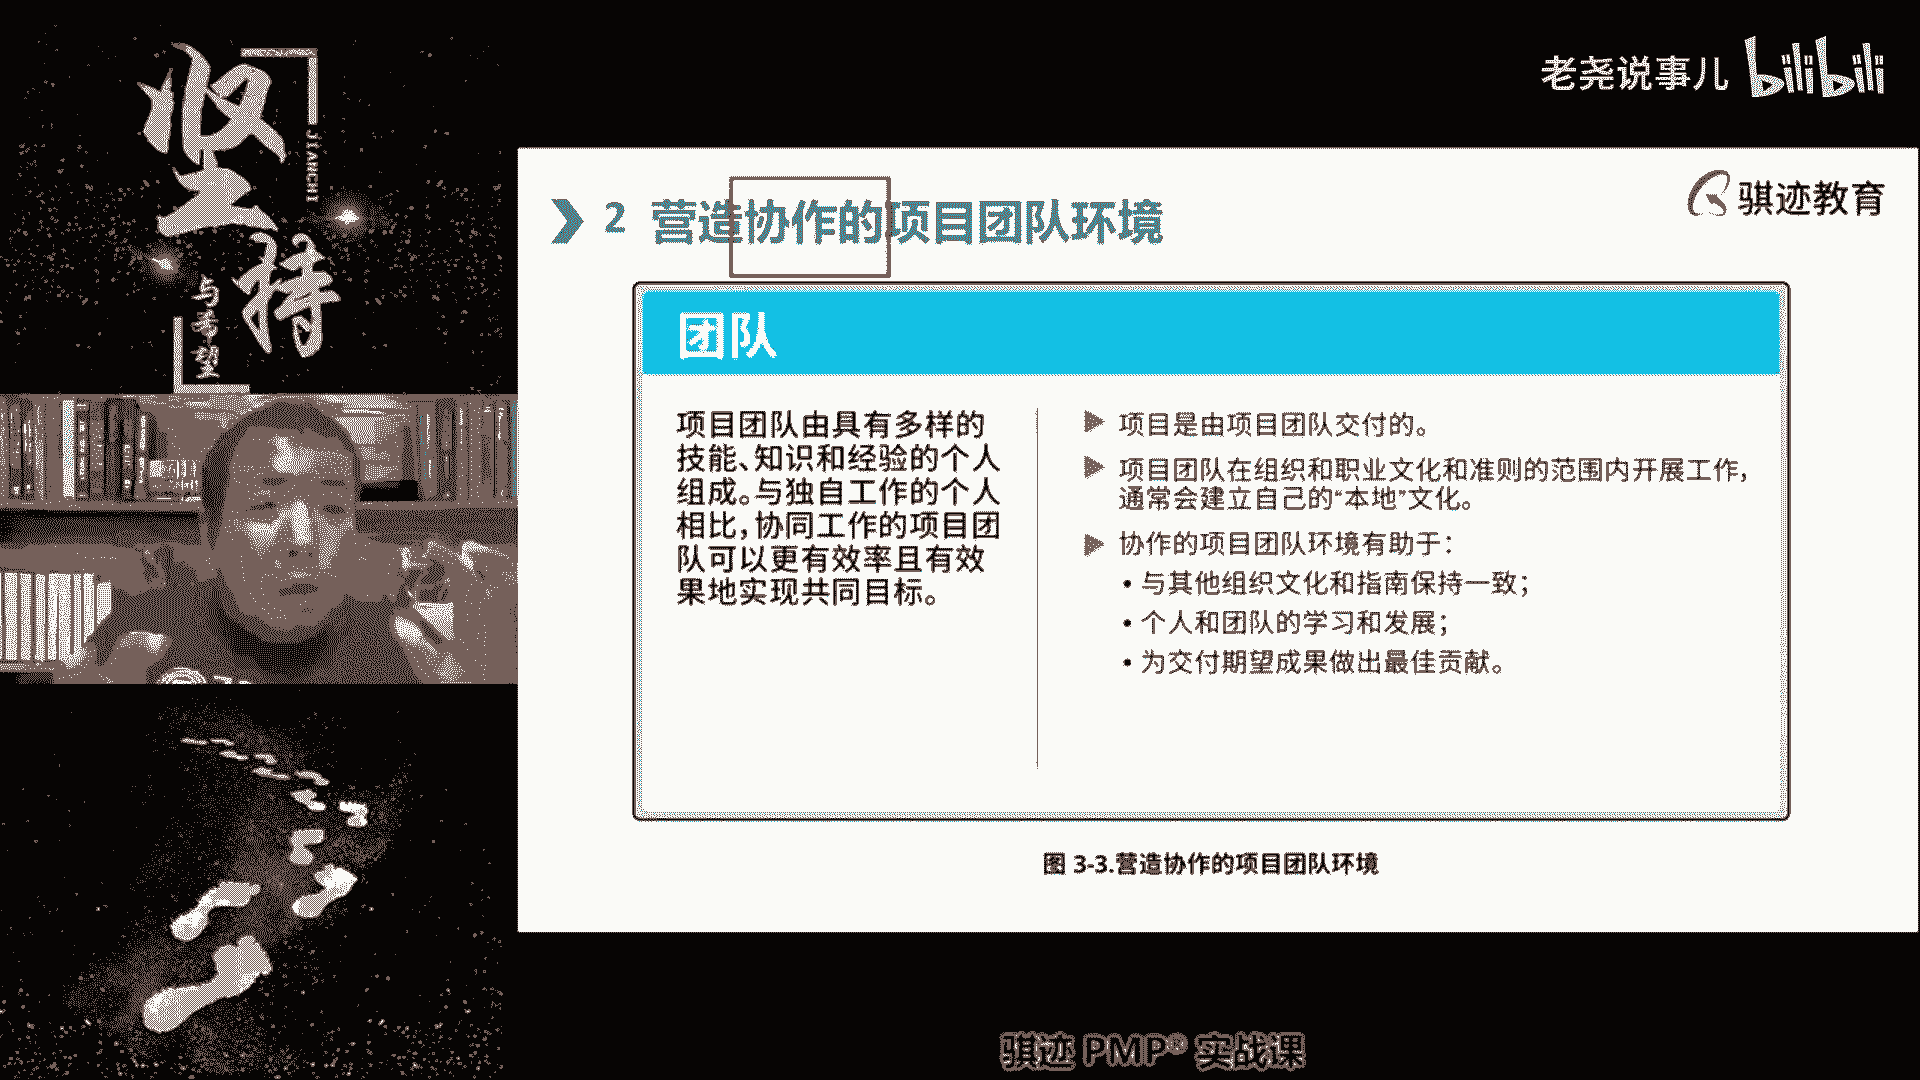 坚持
JIANCHI
与希望
老尧说事儿 bilibili
骐迹教育
2 营造协作的项目团队环境
团队
项目团队由具有多样的
技能、知识和经验的个人
组成。与独自工作的个人
相比，协同工作的项目团
队可以更有效率且有效
果地实现共同目标。
项目是由项目团队交付的。
项目团队在组织和职业文化和准则的范围内开展工作，
通常会建立自己的“本地”文化。
协作的项目团队环境有助于：
• 与其他组织文化和指南保持一致；
• 个人和团队的学习和发展；
• 为交付期望成果做出最佳贡献。
图 3-3.营造协作的项目团队环境
骐迹 PMP® 实战课